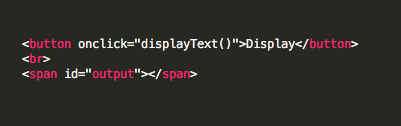 <button onclick="displayText()">Display</button>
<br>
<span id="output"></span>